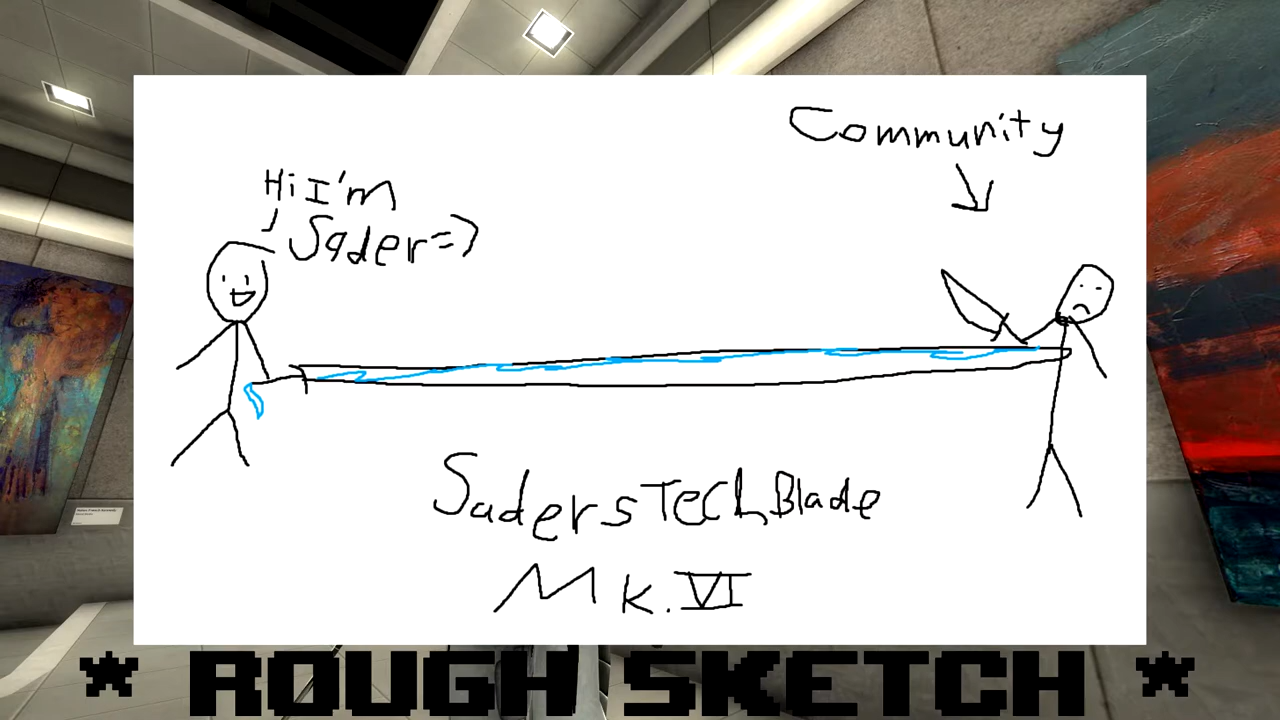 Community
Hi I'm
Sader=)
SadersTechBlade
Mk.VI
* ROUGH SKETCH *